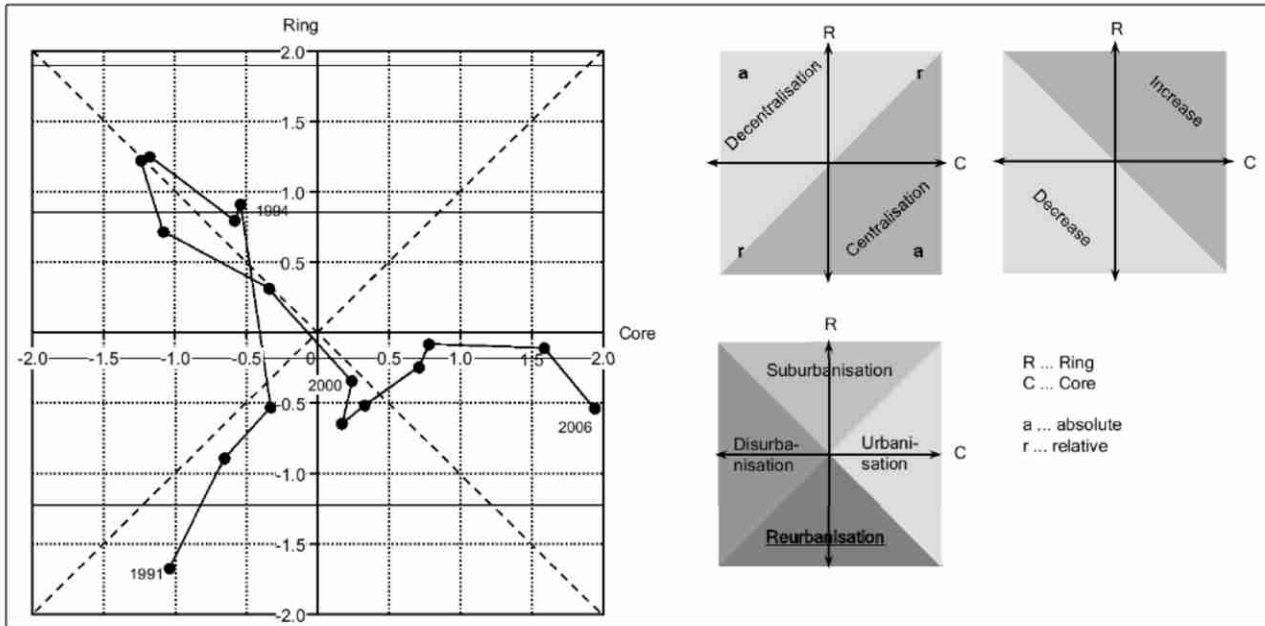 Ring
2.0
1.5
1.0
1994
0.5
Core
-2.0 -1.5 -1.0 -0.5 0 0.5 1.0 1.5 2.0
2000
-0.5
2006
-1.0
1991
-1.5
-2.0
R
a
r
Decentralisation
C
Centralisation
r
a
R
Increase
C
Decrease
R
Suburbanisation
Disurba-
nisation
Urbani-
sation
C
Reurbanisation
R ... Ring
C ... Core
a ... absolute
r ... relative